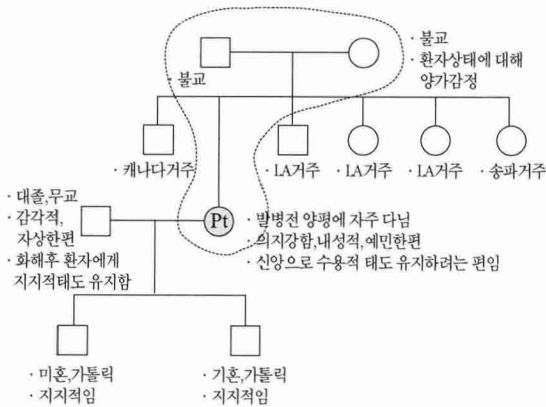 · 불교
· 불교
· 환자상태에 대해
양가감정
· 캐나다거주
· LA거주
· LA거주
· LA거주
· 송파거주
· 대졸,무교
· 감각적,
자상한편
· 화해후 환자에게
지지적태도 유지함
Pt
· 발병전 양평에 자주 다님
· 의지강함,내성적,예민한편
· 신앙으로 수용적 태도 유지하려는 편임
· 미혼,가톨릭
· 지지적임
· 기혼,가톨릭
· 지지적임